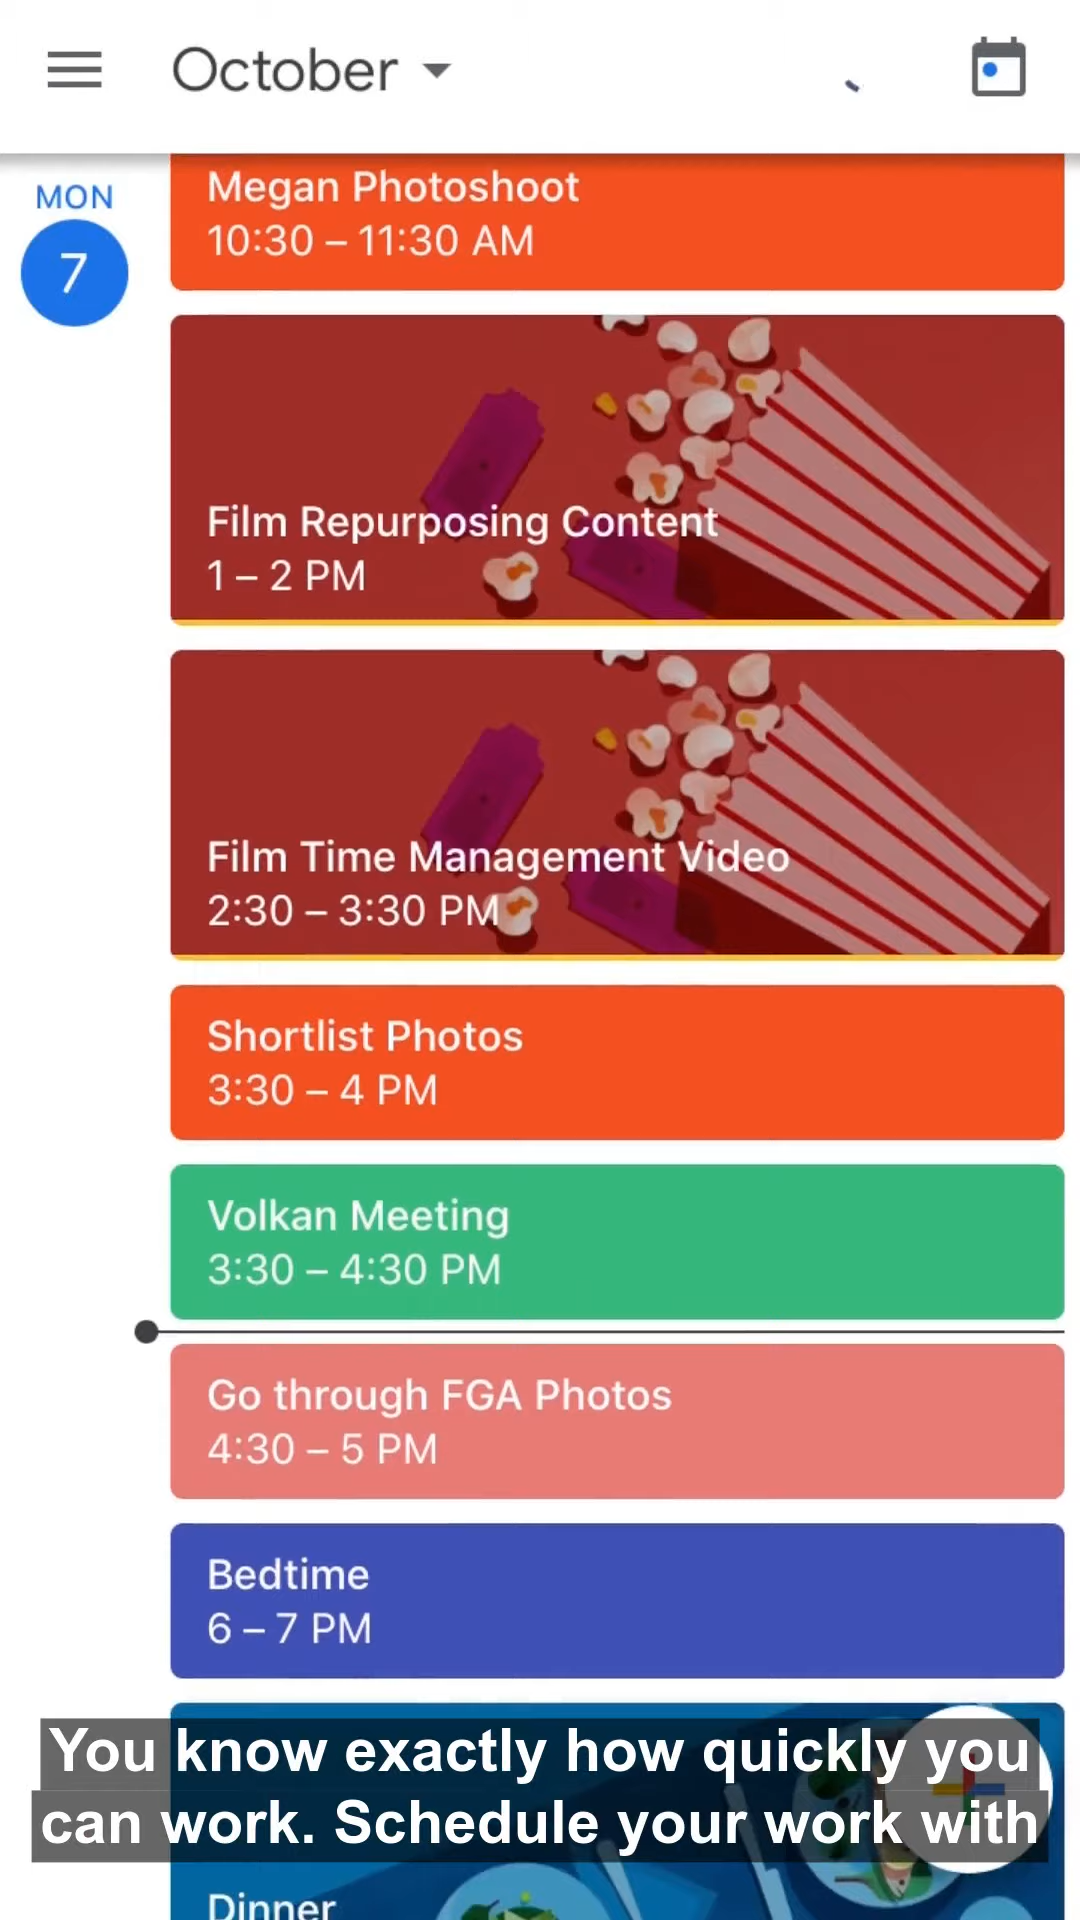 October
MON
7
Megan Photoshoot
10:30 – 11:30 AM
Film Repurposing Content
1 – 2 PM
Film Time Management Video
2:30 – 3:30 PM
Shortlist Photos
3:30 – 4 PM
Volkan Meeting
3:30 – 4:30 PM
Go through FGA Photos
4:30 – 5 PM
Bedtime
6 – 7 PM
You know exactly how quickly you
can work. Schedule your work with
Dinner